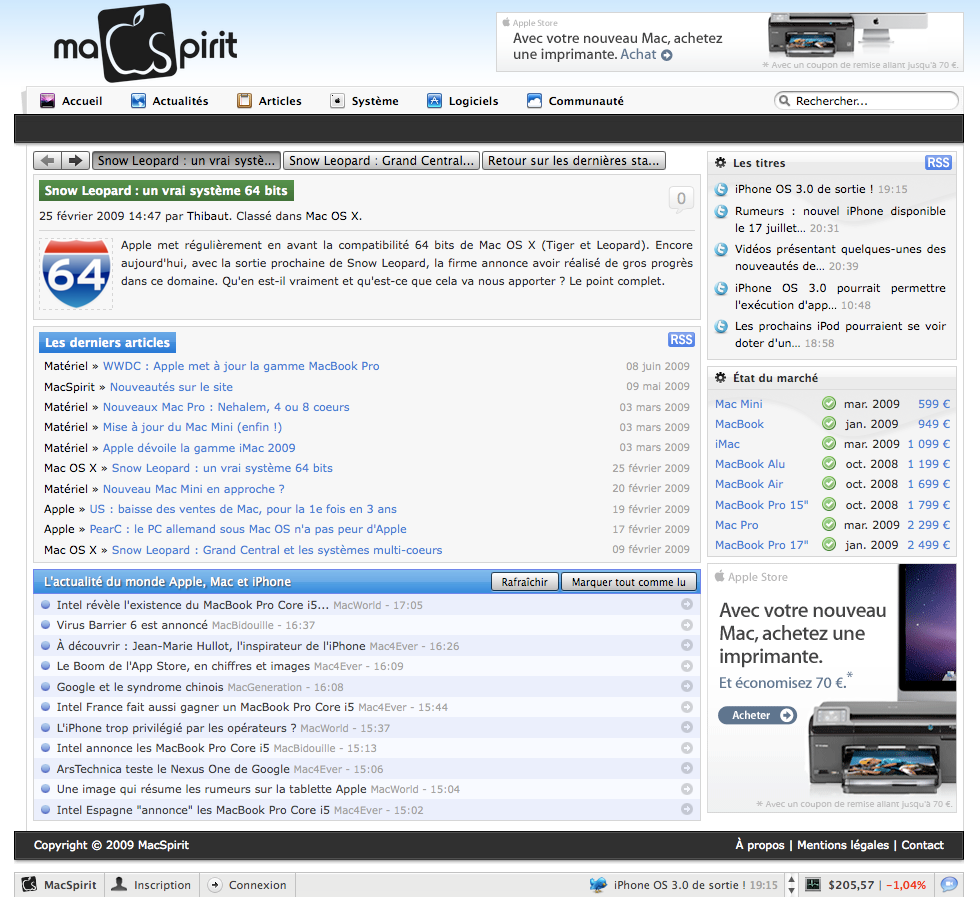 macSpirit
Apple Store
Avec votre nouveau Mac, achetez
une imprimante. Achat
* Avec un coupon de remise allant jusqu'à 70 €.
Accueil
Actualités
Articles
Système
Logiciels
Communauté
Rechercher...
Snow Leopard : un vrai systè...
Snow Leopard : Grand Central...
Retour sur les dernières sta...
Snow Leopard : un vrai système 64 bits
0
25 février 2009 14:47 par Thibaut. Classé dans Mac OS X.
64
Apple met régulièrement en avant la compatibilité 64 bits de Mac OS X (Tiger et Leopard). Encore
aujourd'hui, avec la sortie prochaine de Snow Leopard, la firme annonce avoir réalisé de gros progrès
dans ce domaine. Qu'en est-il vraiment et qu'est-ce que cela va nous apporter ? Le point complet.
Les derniers articles
RSS
Matériel » WWDC : Apple met à jour la gamme MacBook Pro 08 juin 2009
MacSpirit » Nouveautés sur le site 09 mai 2009
Matériel » Nouveaux Mac Pro : Nehalem, 4 ou 8 coeurs 03 mars 2009
Matériel » Mise à jour du Mac Mini (enfin !) 03 mars 2009
Matériel » Apple dévoile la gamme iMac 2009 03 mars 2009
Mac OS X » Snow Leopard : un vrai système 64 bits 25 février 2009
Matériel » Nouveau Mac Mini en approche ? 20 février 2009
Apple » US : baisse des ventes de Mac, pour la 1e fois en 3 ans 19 février 2009
Apple » PearC : le PC allemand sous Mac OS n'a pas peur d'Apple 17 février 2009
Mac OS X » Snow Leopard : Grand Central et les systèmes multi-coeurs 09 février 2009
L'actualité du monde Apple, Mac et iPhone
Rafraîchir
Marquer tout comme lu
Intel révèle l'existence du MacBook Pro Core i5... MacWorld - 17:05
Virus Barrier 6 est annoncé MacBidouille - 16:37
À découvrir : Jean-Marie Hullot, l'inspirateur de l'iPhone Mac4Ever - 16:26
Le Boom de l'App Store, en chiffres et images Mac4Ever - 16:09
Google et le syndrome chinois MacGeneration - 16:08
Intel France fait aussi gagner un MacBook Pro Core i5 Mac4Ever - 15:44
L'iPhone trop privilégié par les opérateurs ? MacWorld - 15:37
Intel annonce les MacBook Pro Core i5 MacBidouille - 15:13
ArsTechnica teste le Nexus One de Google Mac4Ever - 15:06
Une image qui résume les rumeurs sur la tablette Apple MacWorld - 15:04
Intel Espagne "annonce" les MacBook Pro Core i5 Mac4Ever - 15:02
Les titres
RSS
iPhone OS 3.0 de sortie ! 19:15
Rumeurs : nouvel iPhone disponible
le 17 juillet... 20:31
Vidéos présentant quelques-unes des
nouveautés de... 20:39
iPhone OS 3.0 pourrait permettre
l'exécution d'app... 10:48
Les prochains iPod pourraient se voir
doter d'un... 18:58
État du marché
Mac Mini mar. 2009 599 €
MacBook jan. 2009 949 €
iMac mar. 2009 1 099 €
MacBook Alu oct. 2008 1 199 €
MacBook Air oct. 2008 1 699 €
MacBook Pro 15" oct. 2008 1 799 €
Mac Pro mar. 2009 2 299 €
MacBook Pro 17" jan. 2009 2 499 €
Apple Store
Avec votre nouveau
Mac, achetez une
imprimante.
Et économisez 70 €.*
Acheter
* Avec un coupon de remise allant jusqu'à 70 €.
Copyright © 2009 MacSpirit
À propos | Mentions légales | Contact
MacSpirit
Inscription
Connexion
iPhone OS 3.0 de sortie ! 19:15
$205,57 | -1,04%